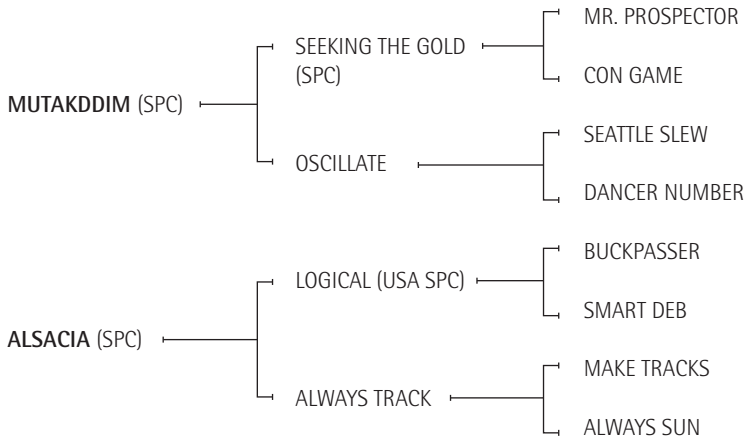 MR. PROSPECTOR
SEEKING THE GOLD
(SPC)
CON GAME
MUTAKDDIM (SPC)
SEATTLE SLEW
OSCILLATE
DANCER NUMBER
BUCKPASSER
LOGICAL (USA SPC)
SMART DEB
ALSACIA (SPC)
MAKE TRACKS
ALWAYS TRACK
ALWAYS SUN